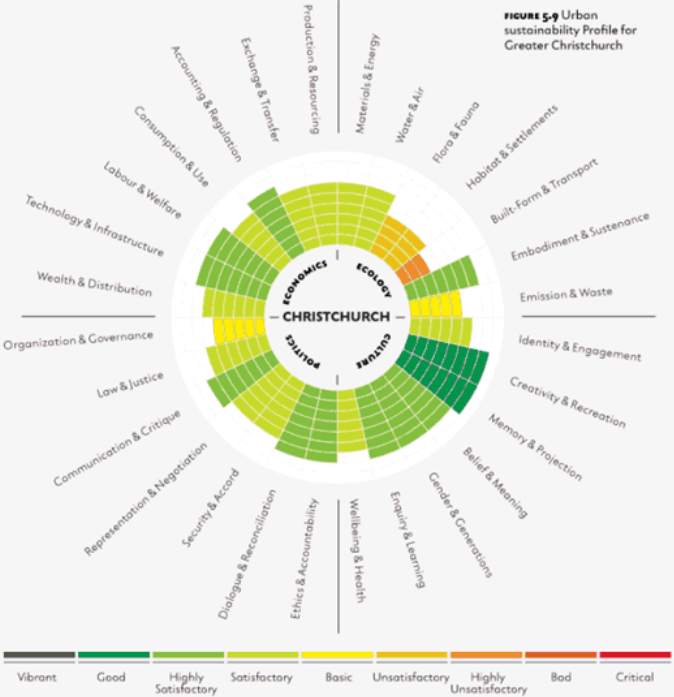 FIGURE 5.9 Urban
sustainability Profile for
Greater Christchurch
Production & Resourcing
Materials & Energy
Exchange & Transfer
Water & Air
Accounting & Regulation
Flora & Fauna
Consumption & Use
Habitat & Settlements
Labour & Welfare
Built-Form & Transport
Technology & Infrastructure
Embodiment & Sustenance
Wealth & Distribution
Emission & Waste
ECONOMICS
ECOLOGY
CHRISTCHURCH
POLITICS
CULTURE
Organization & Governance
Identity & Engagement
Law & Justice
Creativity & Recreation
Communication & Critique
Memory & Projection
Representation & Negotiation
Belief & Meaning
Security & Accord
Gender & Generations
Dialogue & Reconciliation
Enquiry & Learning
Ethics & Accountability
Wellbeing & Health
Vibrant
Good
Highly
Satisfactory
Satisfactory
Basic
Unsatisfactory
Highly
Unsatisfactory
Bad
Critical